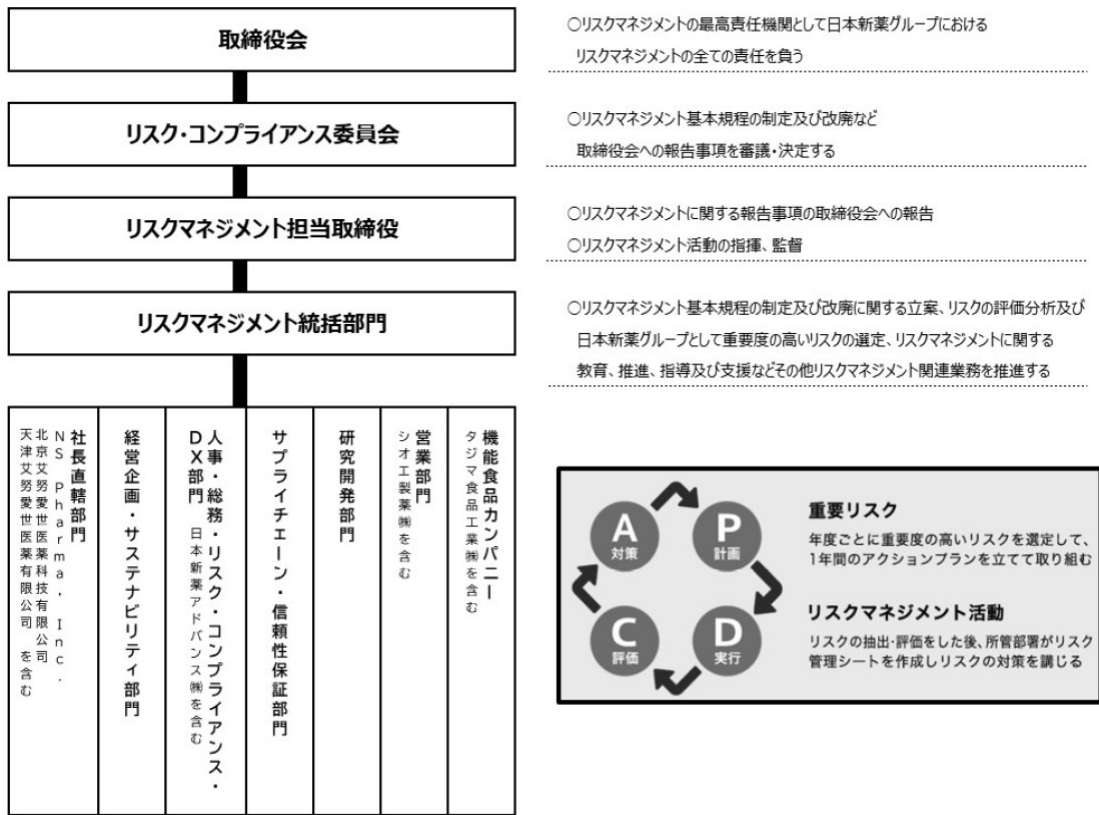 取締役会
○リスクマネジメントの最高責任機関として日本新薬グループにおける
リスクマネジメントの全ての責任を負う
リスク・コンプライアンス委員会
○リスクマネジメント基本規程の制定及び改廃など
取締役会への報告事項を審議・決定する
リスクマネジメント担当取締役
○リスクマネジメントに関する報告事項の取締役会への報告
○リスクマネジメント活動の指揮、監督
リスクマネジメント統括部門
○リスクマネジメント基本規程の制定及び改廃に関する立案、リスクの評価分析及び
日本新薬グループとして重要度の高いリスクの選定、リスクマネジメントに関する
教育、推進、指導及び支援などその他リスクマネジメント関連業務を推進する
社長直轄部門
NS Pharma, Inc.
北京艾努愛世医薬科技有限公司
天津艾努愛世医薬有限公司 を含む
経営企画・サステナビリティ部門
人事・総務・リスク・コンプライアンス・
DX部門 日本新薬アドバンス㈱を含む
サプライチェーン・信頼性保証部門
研究開発部門
営業部門
シオエ製薬㈱を含む
機能食品カンパニー
タジマ食品工業㈱を含む
A
対策
P
計画
C
評価
D
実行
重要リスク
年度ごとに重要度の高いリスクを選定して、
1年間のアクションプランを立てて取り組む
リスクマネジメント活動
リスクの抽出・評価をした後、所管部署がリスク
管理シートを作成しリスクの対策を講じる